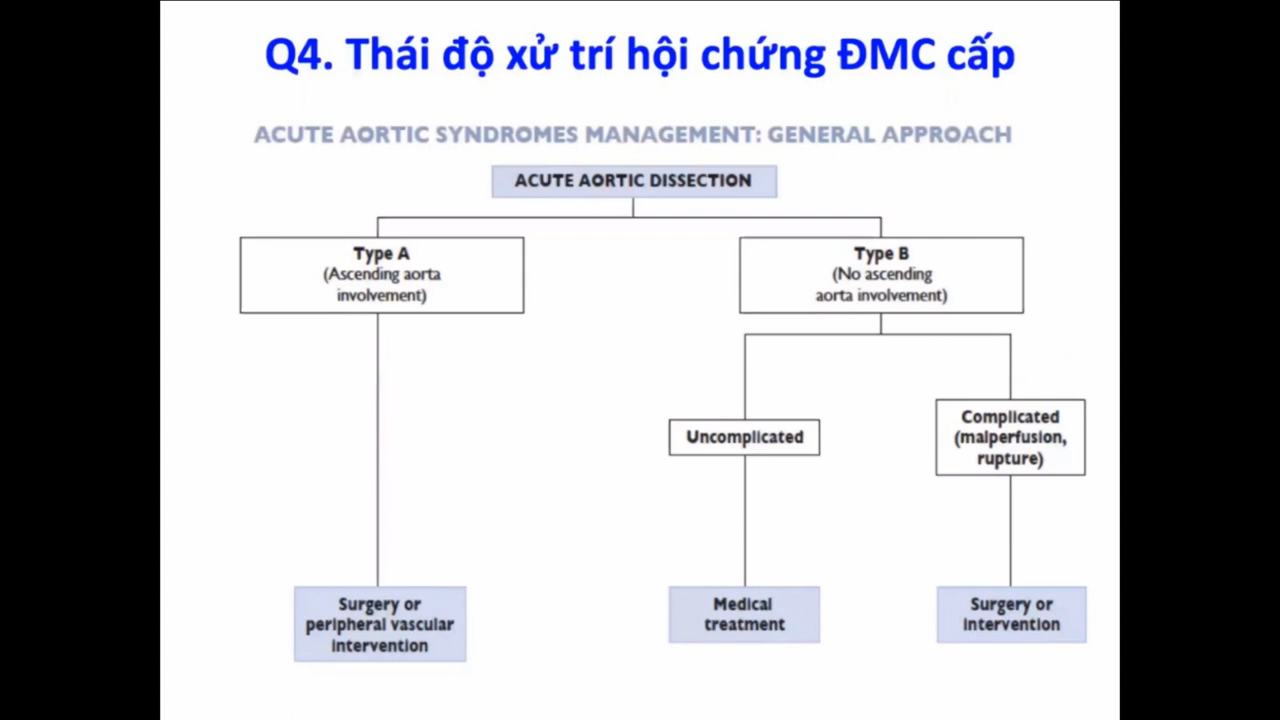 Q4. Thái độ xử trí hội chứng ĐMC cấp
ACUTE AORTIC SYNDROMES MANAGEMENT: GENERAL APPROACH
ACUTE AORTIC DISSECTION
Type A
(Ascending aorta
involvement)
Type B
(No ascending
aorta involvement)
Uncomplicated
Complicated
(malperfusion,
rupture)
Surgery or
peripheral vascular
intervention
Medical
treatment
Surgery or
intervention